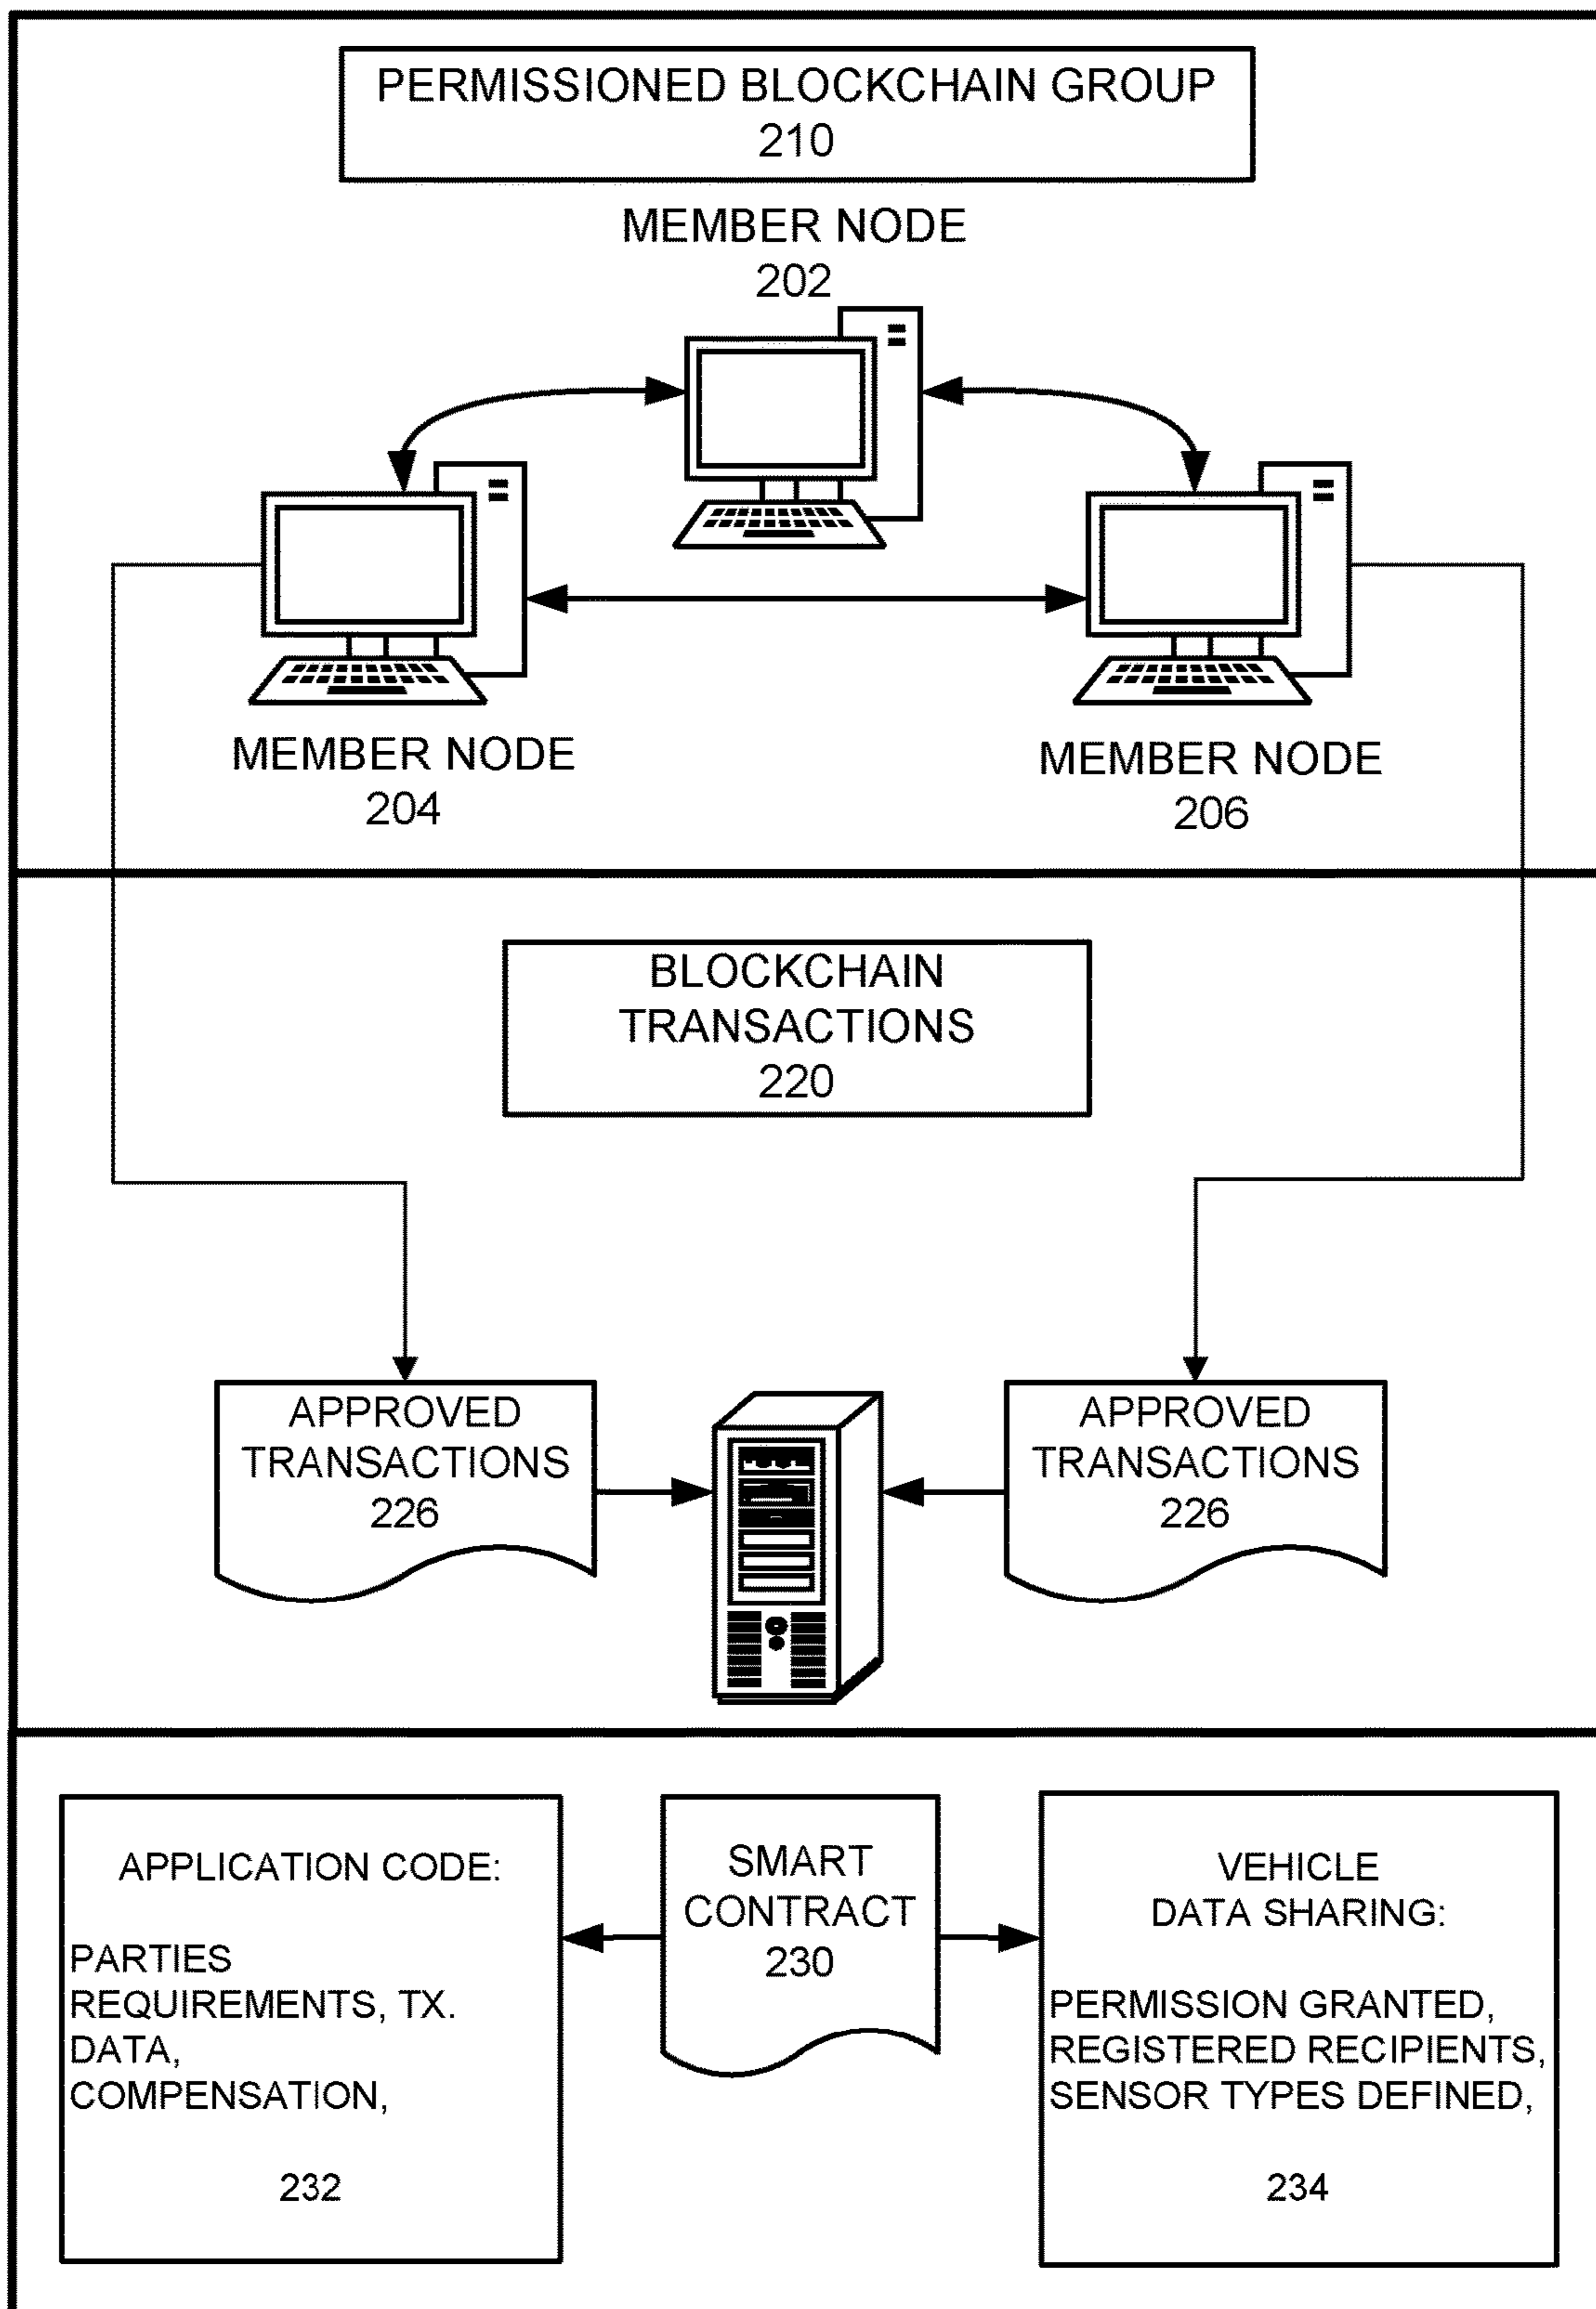 PERMISSIONED BLOCKCHAIN GROUP
210
MEMBER NODE
202
MEMBER NODE
204
MEMBER NODE
206
BLOCKCHAIN
TRANSACTIONS
220
APPROVED
TRANSACTIONS
226
APPROVED
TRANSACTIONS
226
APPLICATION CODE:
PARTIES
REQUIREMENTS, TX.
DATA,
COMPENSATION,
232
SMART
CONTRACT
230
VEHICLE
DATA SHARING:
PERMISSION GRANTED,
REGISTERED RECIPIENTS,
SENSOR TYPES DEFINED,
234